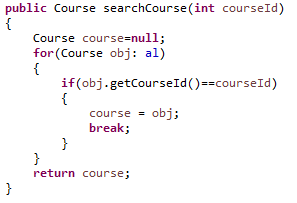 public Course searchCourse(int courseId)
{
    Course course=null;
    for(Course obj: al)
    {
        if(obj.getCourseId()==courseId)
        {
            course = obj;
            break;
        }
    }
    return course;
}